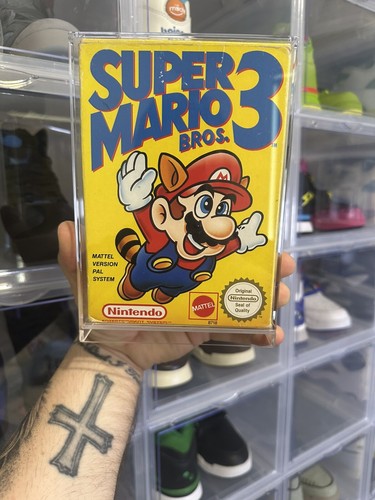 SUPER
MARIO
BROS. 3
M
MATTEL
VERSION
PAL
SYSTEM
Nintendo
MATTEL
Original
Nintendo
Seal of
Quality